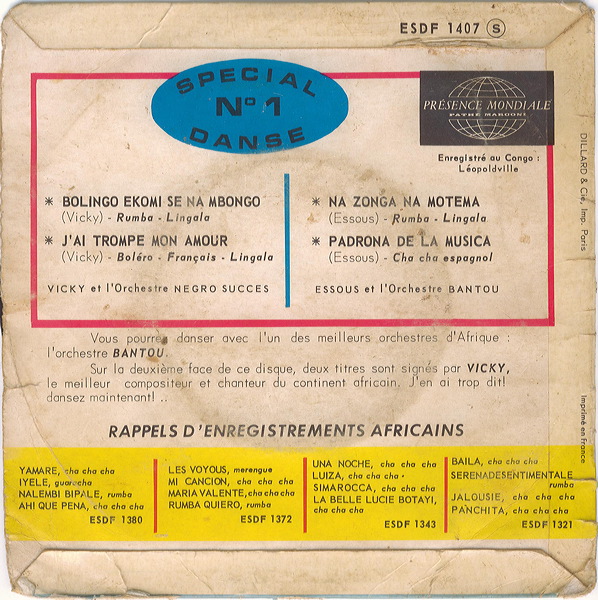 ESDF 1407 S
SPECIAL
N° 1
DANSE
PRÉSENCE MONDIALE
PATHÉ MARCONI
Enregistré au Congo :
Léopoldville
* BOLINGO EKOMI SE NA MBONGO
(Vicky) - Rumba - Lingala
* J'AI TROMPE MON AMOUR
(Vicky) - Boléro - Français - Lingala
VICKY et l'Orchestre NEGRO SUCCES
* NA ZONGA NA MOTEMA
(Essous) - Rumba - Lingala
* PADRONA DE LA MUSICA
(Essous) - Cha cha espagnol
ESSOUS et l'Orchestre BANTOU
Vous pourrez danser avec l'un des meilleurs orchestres d'Afrique :
l'orchestre BANTOU.
Sur la deuxième face de ce disque, deux titres sont signés par VICKY,
le meilleur compositeur et chanteur du continent africain. J'en ai trop dit!
dansez maintenant! ..
RAPPELS D'ENREGISTREMENTS AFRICAINS
YAMARE, cha cha cha
IYELE, guaracha
NALEMBI BIPALE, rumba
AHI QUE PENA, cha cha cha
ESDF 1380
LES VOYOUS, merengue
MI CANCION, cha cha cha
MARIA VALENTE, cha cha cha
RUMBA QUIERO, rumba
ESDF 1372
UNA NOCHE, cha cha cha
LUIZA, cha cha cha
SIMAROCCA, cha cha cha
LA BELLE LUCIE BOTAYI,
cha cha cha
ESDF 1343
BAILA, cha cha cha
SERENADE SENTIMENTALE
rumba
JALOUSIE, cha cha cha
PANCHITA, cha cha cha
ESDF 1321
DILLARD & Cie, Imp. Paris
Imprimé en France